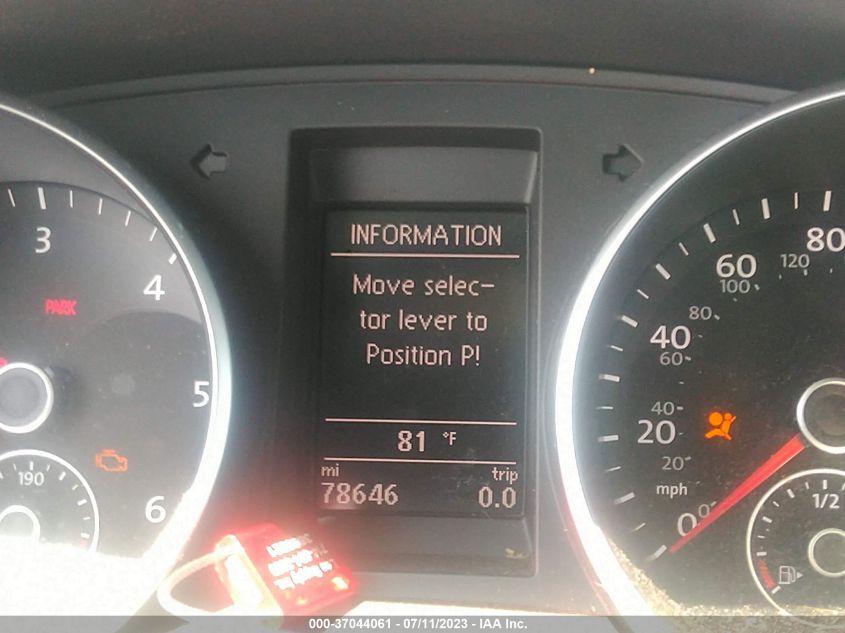 INFORMATION
Move selec-
tor lever to
Position P!
81 °F
mi
trip
78646
0.0
3
4
5
6
PARK
190
80
120
60
100
80
40
60
40
20
20
mph
0
0
1/2
000-37044061 - 07/11/2023 - IAA Inc.